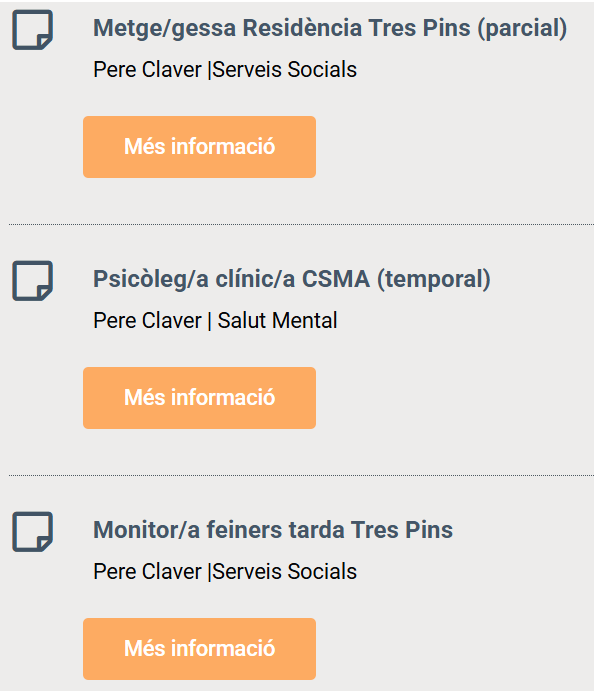 Metge/gessa Residència Tres Pins (parcial)
Pere Claver |Serveis Socials
Més informació
Psicòleg/a clínic/a CSMA (temporal)
Pere Claver | Salut Mental
Més informació
Monitor/a feiners tarda Tres Pins
Pere Claver |Serveis Socials
Més informació